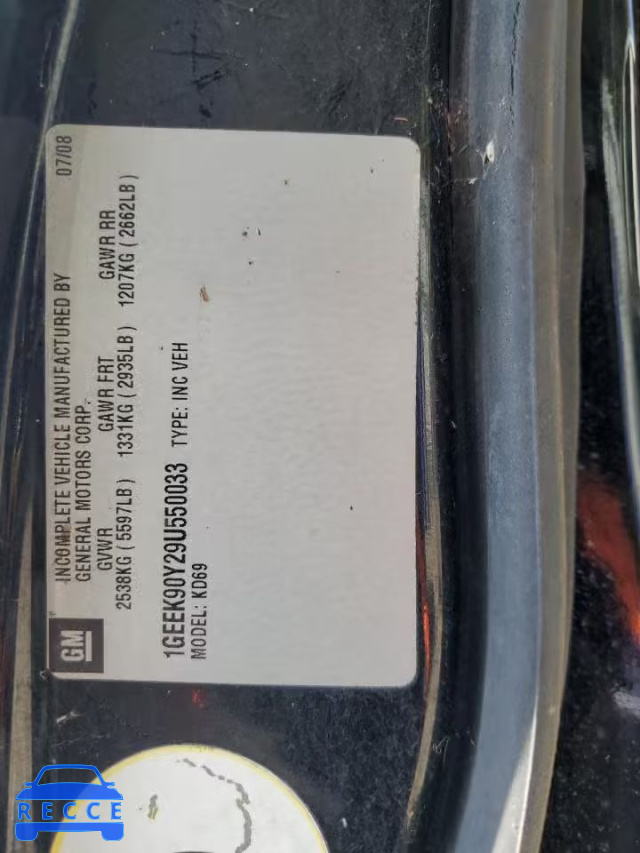 INCOMPLETE VEHICLE MANUFACTURED BY 07/08
GENERAL MOTORS CORP.
GVWR GAWR FRT GAWR RR
2538KG ( 5597LB ) 1331KG ( 2935LB ) 1207KG ( 2662LB )
1GEEK90Y29U550033 TYPE: INC VEH
MODEL: KD69
GM
RECCE